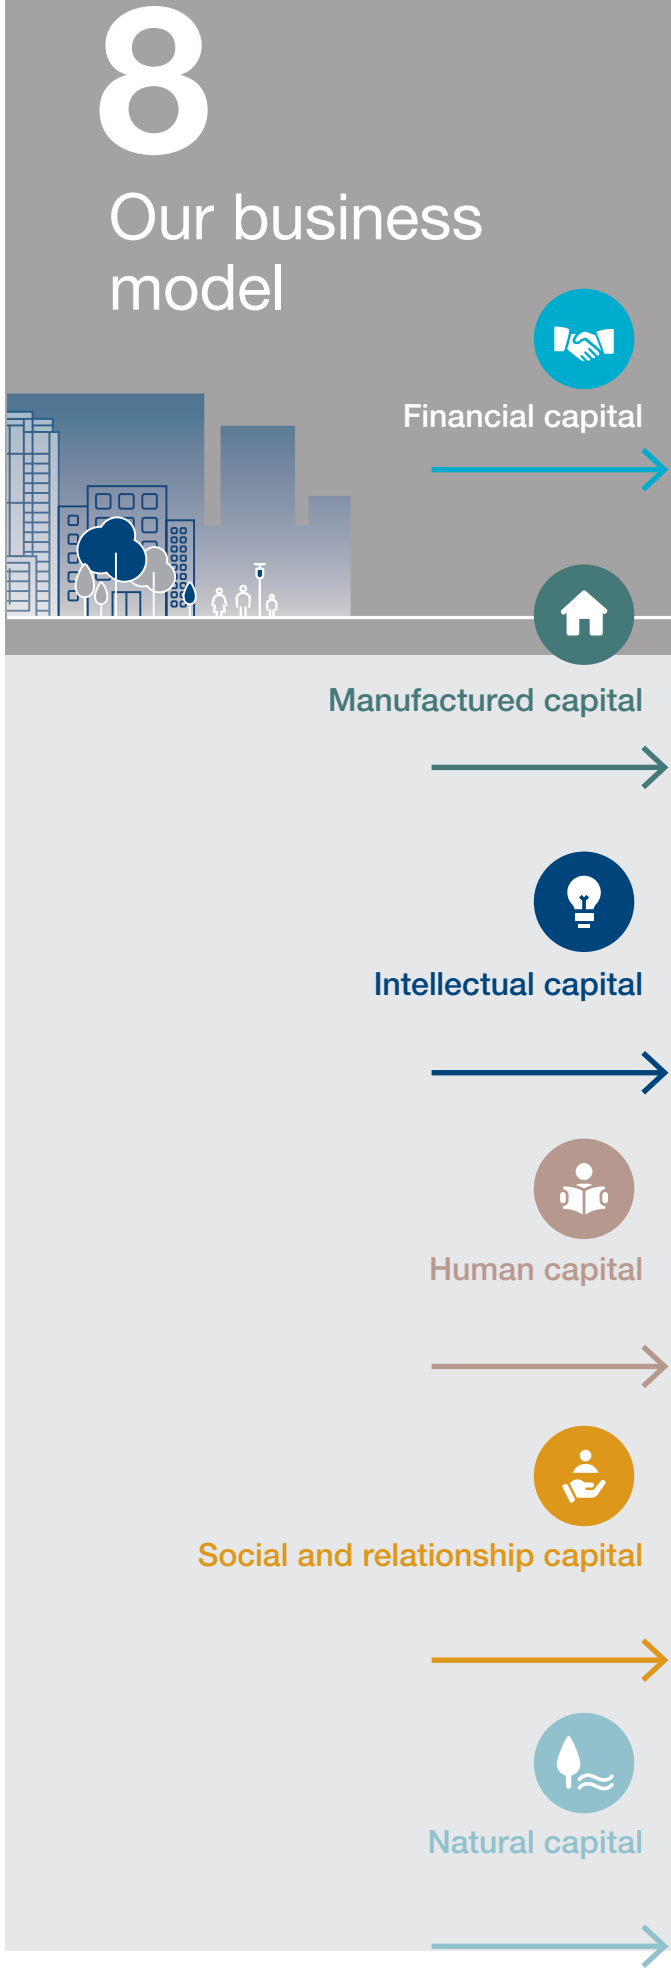 8
Our business
model
Financial capital
Manufactured capital
Intellectual capital
Human capital
Social and relationship capital
Natural capital